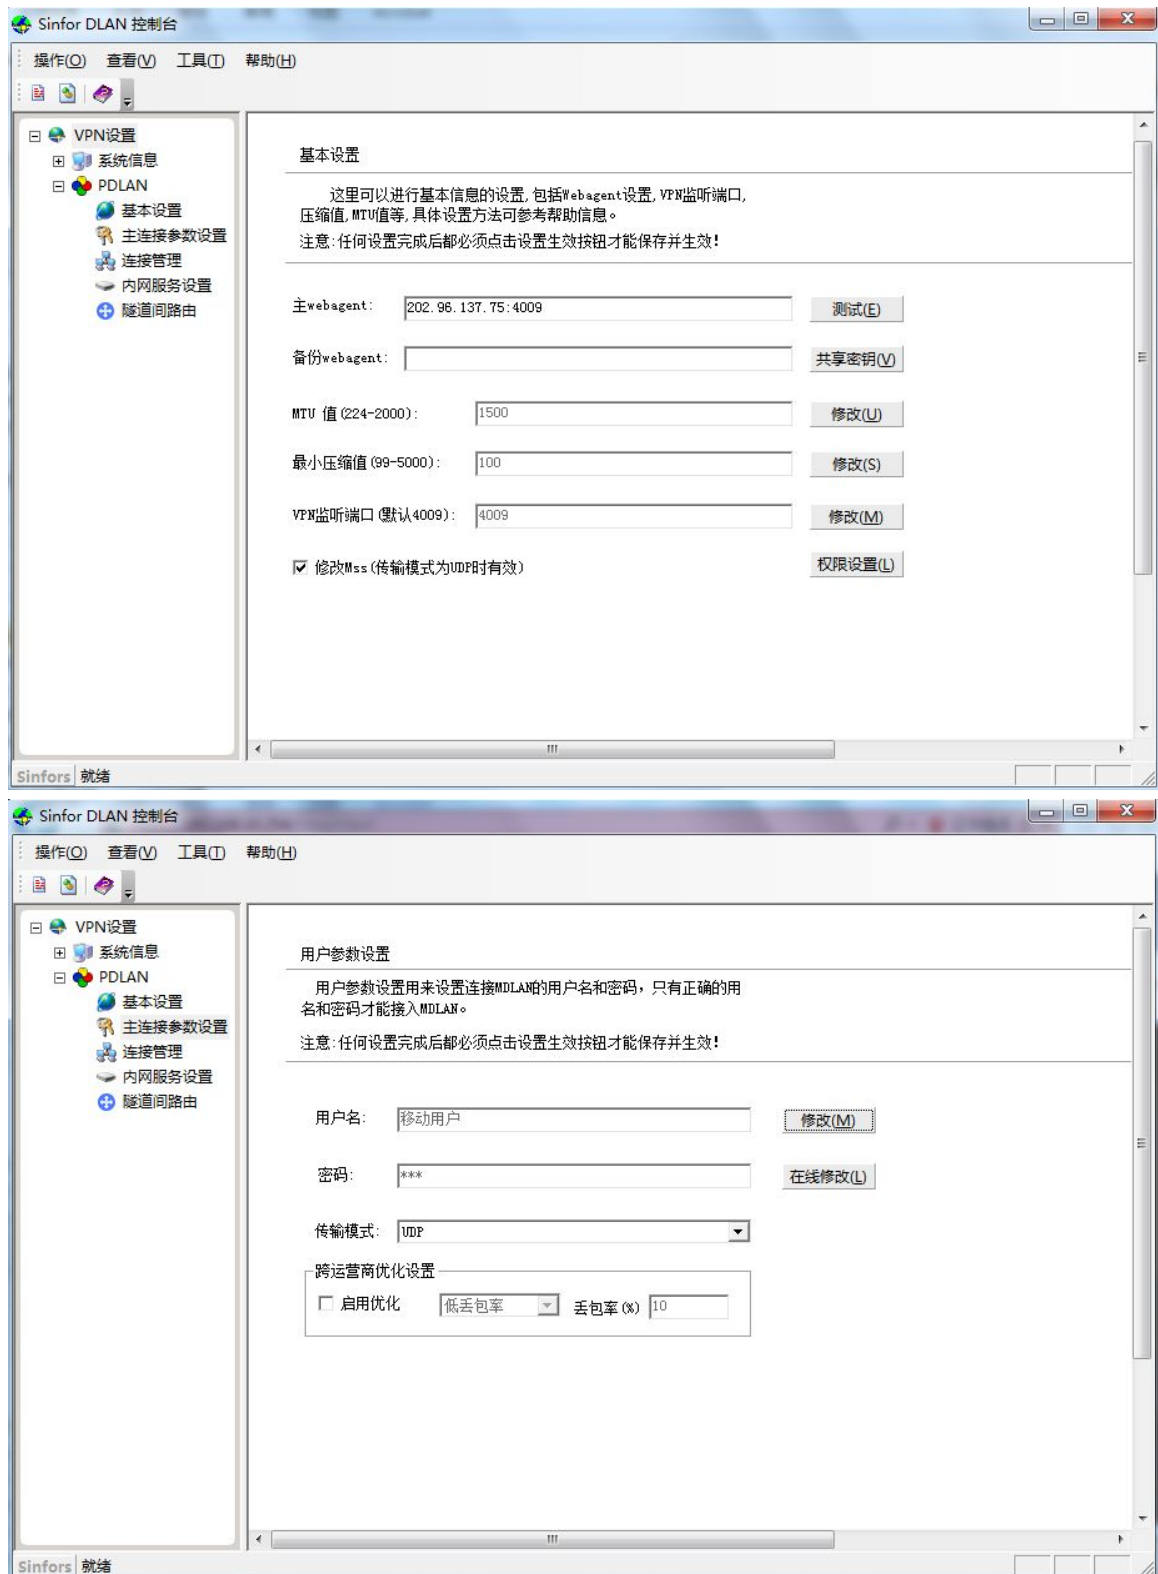 Sinfor DLAN 控制台
操作(O) 查看(V) 工具(T) 帮助(H)
VPN设置
系统信息
PDLAN
基本设置
主连接参数设置
连接管理
内网服务设置
隧道间路由
基本设置
这里可以进行基本信息的设置,包括Webagent设置,VPN监听端口,
压缩值,MTU值等,具体设置方法可参考帮助信息。
注意:任何设置完成后都必须点击设置生效按钮才能保存并生效!
主webagent: 202.96.137.75:4009 测试(E)
备份webagent: 共享密钥(V)
MTU 值(224-2000): 1500 修改(U)
最小压缩值(99-5000): 100 修改(S)
VPN监听端口(默认4009): 4009 修改(M)
修改Mss(传输模式为UDP时有效) 权限设置(L)
Sinfors 就绪
Sinfor DLAN 控制台
操作(O) 查看(V) 工具(T) 帮助(H)
VPN设置
系统信息
PDLAN
基本设置
主连接参数设置
连接管理
内网服务设置
隧道间路由
用户参数设置
用户参数设置用来设置连接MDLAN的用户名和密码，只有正确的用
名和密码才能接入MDLAN。
注意:任何设置完成后都必须点击设置生效按钮才能保存并生效!
用户名: 移动用户 修改(M)
密码: *** 在线修改(L)
传输模式: UDP
跨运营商优化设置
启用优化 低丢包率 丢包率(%) 10
Sinfors 就绪